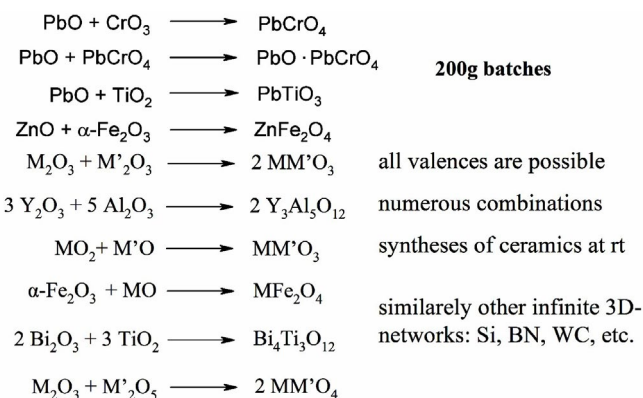 PbO + CrO₃ ⟶ PbCrO₄
PbO + PbCrO₄ ⟶ PbO · PbCrO₄
200g batches
PbO + TiO₂ ⟶ PbTiO₃
ZnO + α-Fe₂O₃ ⟶ ZnFe₂O₄
M₂O₃ + M'₂O₃ ⟶ 2 MM'O₃ all valences are possible
3 Y₂O₃ + 5 Al₂O₃ ⟶ 2 Y₃Al₅O₁₂ numerous combinations
MO₂+ M'O ⟶ MM'O₃ syntheses of ceramics at rt
α-Fe₂O₃ + MO ⟶ MFe₂O₄
similarely other infinite 3D-
2 Bi₂O₃ + 3 TiO₂ ⟶ Bi₄Ti₃O₁₂ networks: Si, BN, WC, etc.
M₂O₃ + M'₂O₅ ⟶ 2 MM'O₄